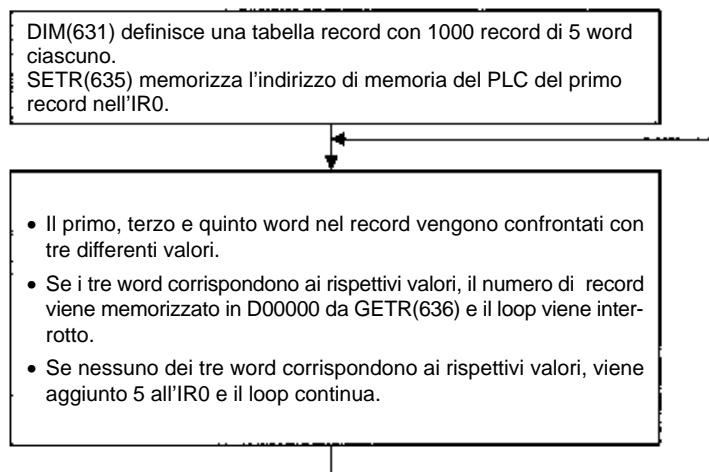 DIM(631) definisce una tabella record con 1000 record di 5 word
ciascuno.
SETR(635) memorizza l'indirizzo di memoria del PLC del primo
record nell'IR0.
• Il primo, terzo e quinto word nel record vengono confrontati con
tre differenti valori.
• Se i tre word corrispondono ai rispettivi valori, il numero di record
viene memorizzato in D00000 da GETR(636) e il loop viene inter-
rotto.
• Se nessuno dei tre word corrispondono ai rispettivi valori, viene
aggiunto 5 all'IR0 e il loop continua.